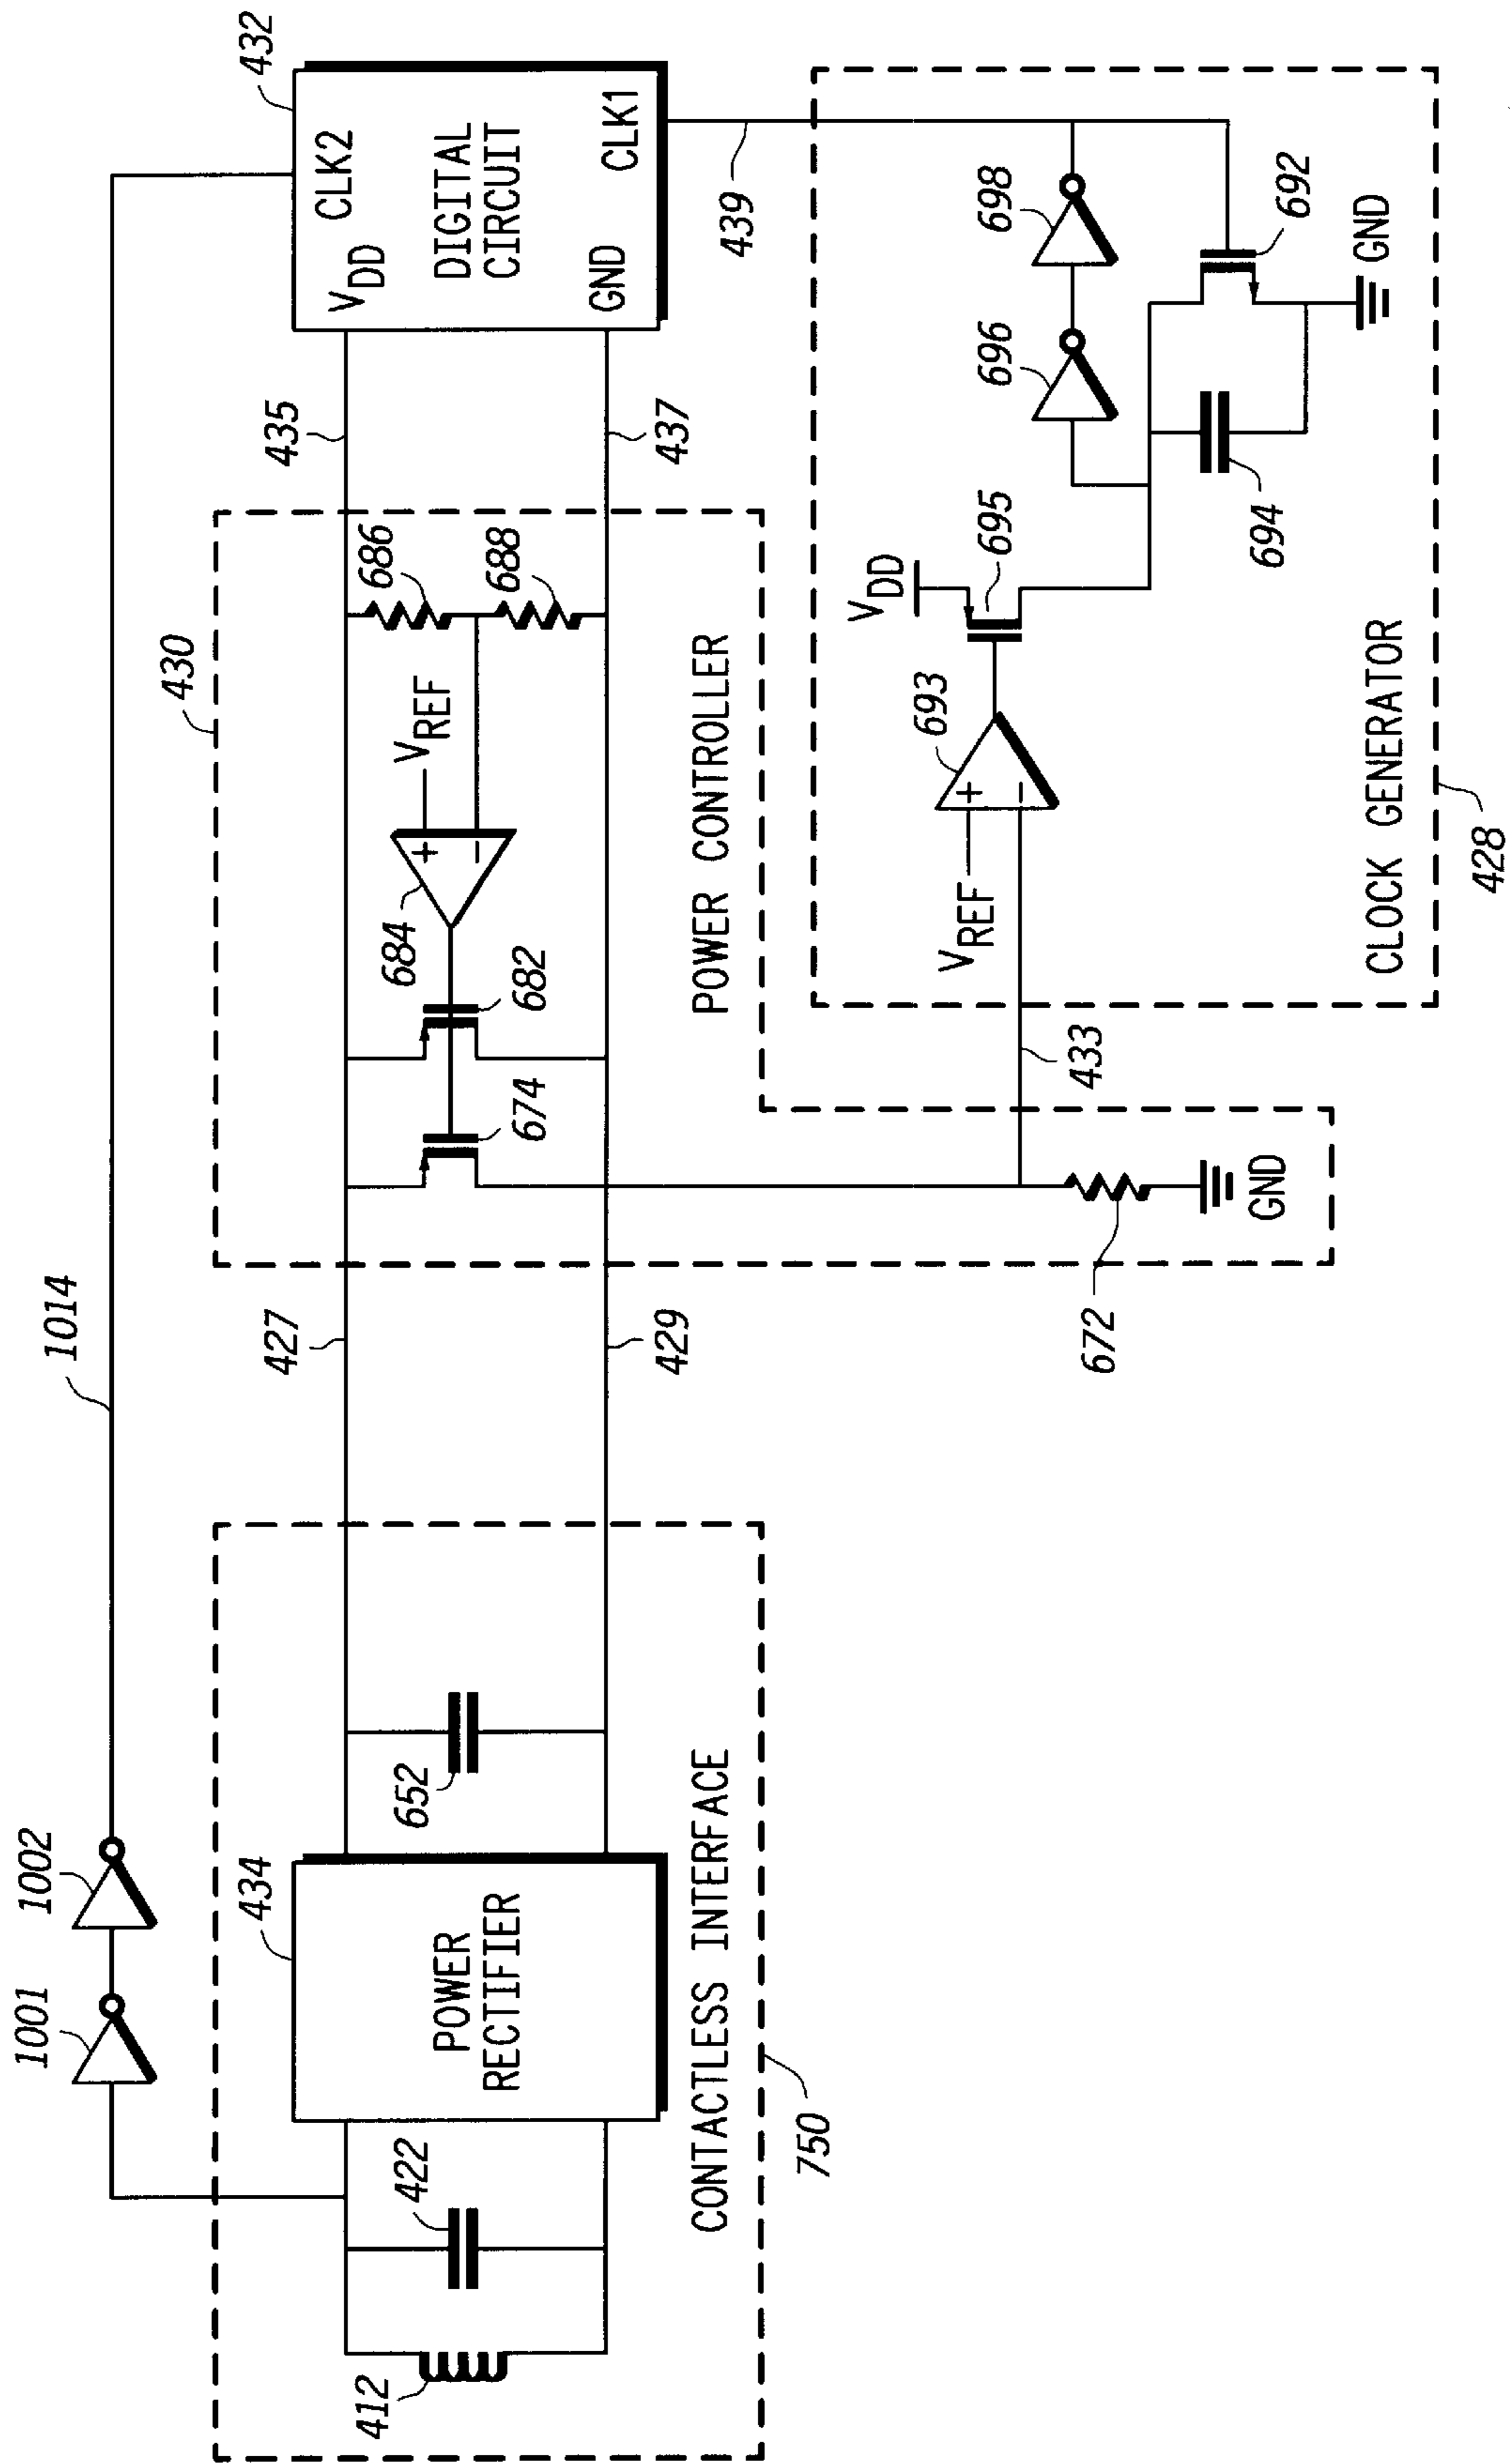 1001
1002
1014
434
POWER
RECTIFIER
412
422
652
CONTACTLESS INTERFACE
750
427
429
430
674
682
684
+
−
VREF
686
688
POWER CONTROLLER
672
GND
433
435
437
432
CLK2
VDD
DIGITAL
CIRCUIT
GND
CLK1
439
VREF
+
−
693
VDD
695
696
698
694
692
GND
CLOCK GENERATOR
428